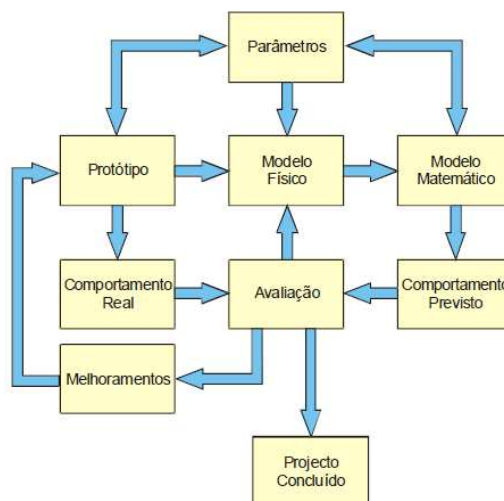 Parâmetros
Protótipo
Modelo
Físico
Modelo
Matemático
Comportamento
Real
Avaliação
Comportamento
Previsto
Melhoramentos
Projecto
Concluído